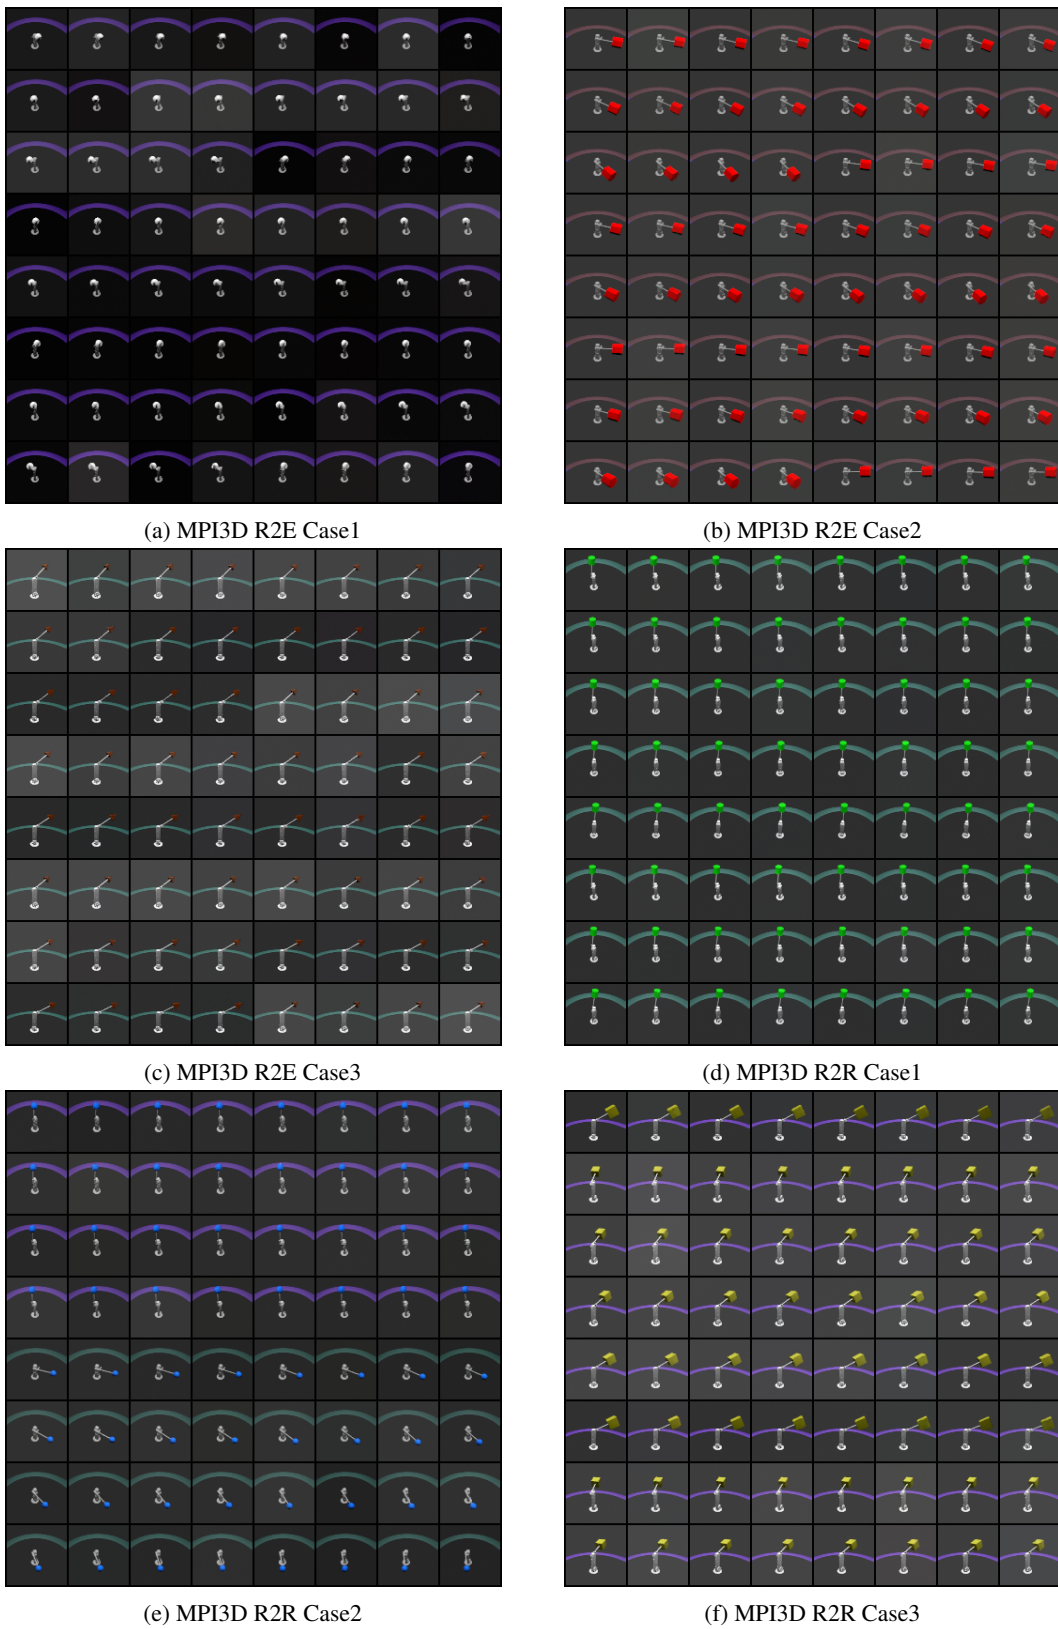 (a) MPI3D R2E Case1
(b) MPI3D R2E Case2
(c) MPI3D R2E Case3
(d) MPI3D R2R Case1
(e) MPI3D R2R Case2
(f) MPI3D R2R Case3